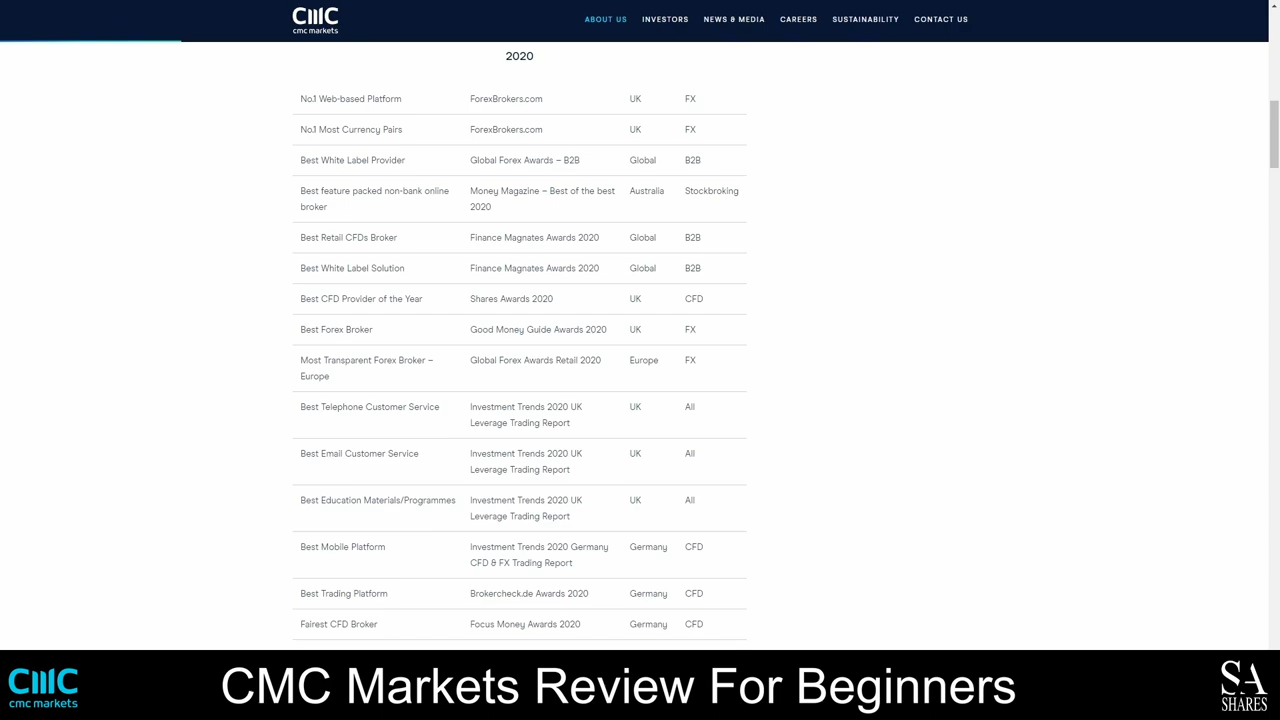 CMC
cmc markets
ABOUT US INVESTORS NEWS & MEDIA CAREERS SUSTAINABILITY CONTACT US
2020
No.1 Web-based Platform ForexBrokers.com UK FX
No.1 Most Currency Pairs ForexBrokers.com UK FX
Best White Label Provider Global Forex Awards – B2B Global B2B
Best feature packed non-bank online Money Magazine – Best of the best Australia Stockbroking
broker 2020
Best Retail CFDs Broker Finance Magnates Awards 2020 Global B2B
Best White Label Solution Finance Magnates Awards 2020 Global B2B
Best CFD Provider of the Year Shares Awards 2020 UK CFD
Best Forex Broker Good Money Guide Awards 2020 UK FX
Most Transparent Forex Broker – Global Forex Awards Retail 2020 Europe FX
Europe
Best Telephone Customer Service Investment Trends 2020 UK UK All
Leverage Trading Report
Best Email Customer Service Investment Trends 2020 UK UK All
Leverage Trading Report
Best Education Materials/Programmes Investment Trends 2020 UK UK All
Leverage Trading Report
Best Mobile Platform Investment Trends 2020 Germany Germany CFD
CFD & FX Trading Report
Best Trading Platform Brokercheck.de Awards 2020 Germany CFD
Fairest CFD Broker Focus Money Awards 2020 Germany CFD
CMC
cmc markets
CMC Markets Review For Beginners
SA
SHARES